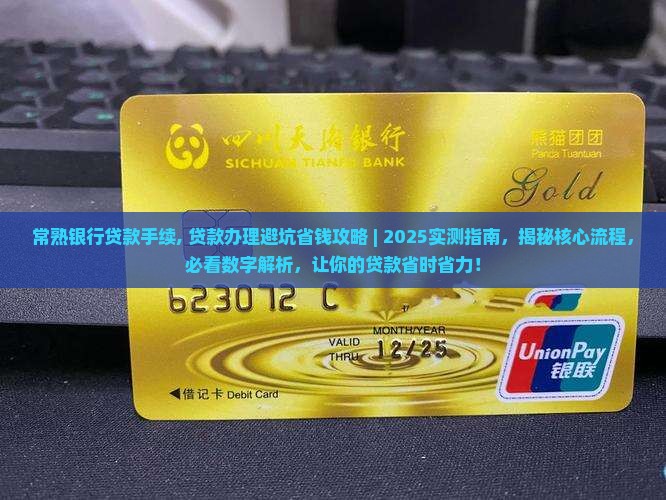 四川天府银行
SICHUAN TIANFU BANK
熊猫团团
Panda Tuantuan
Gold
常熟银行贷款手续, 贷款办理避坑省钱攻略 | 2025实测指南，揭秘核心流程，
必看数字解析，让你的贷款省时省力！
623072 C
MONTH/YEAR
VALID
THRU
12/25
UnionPay
银联
借记卡 Debit Card